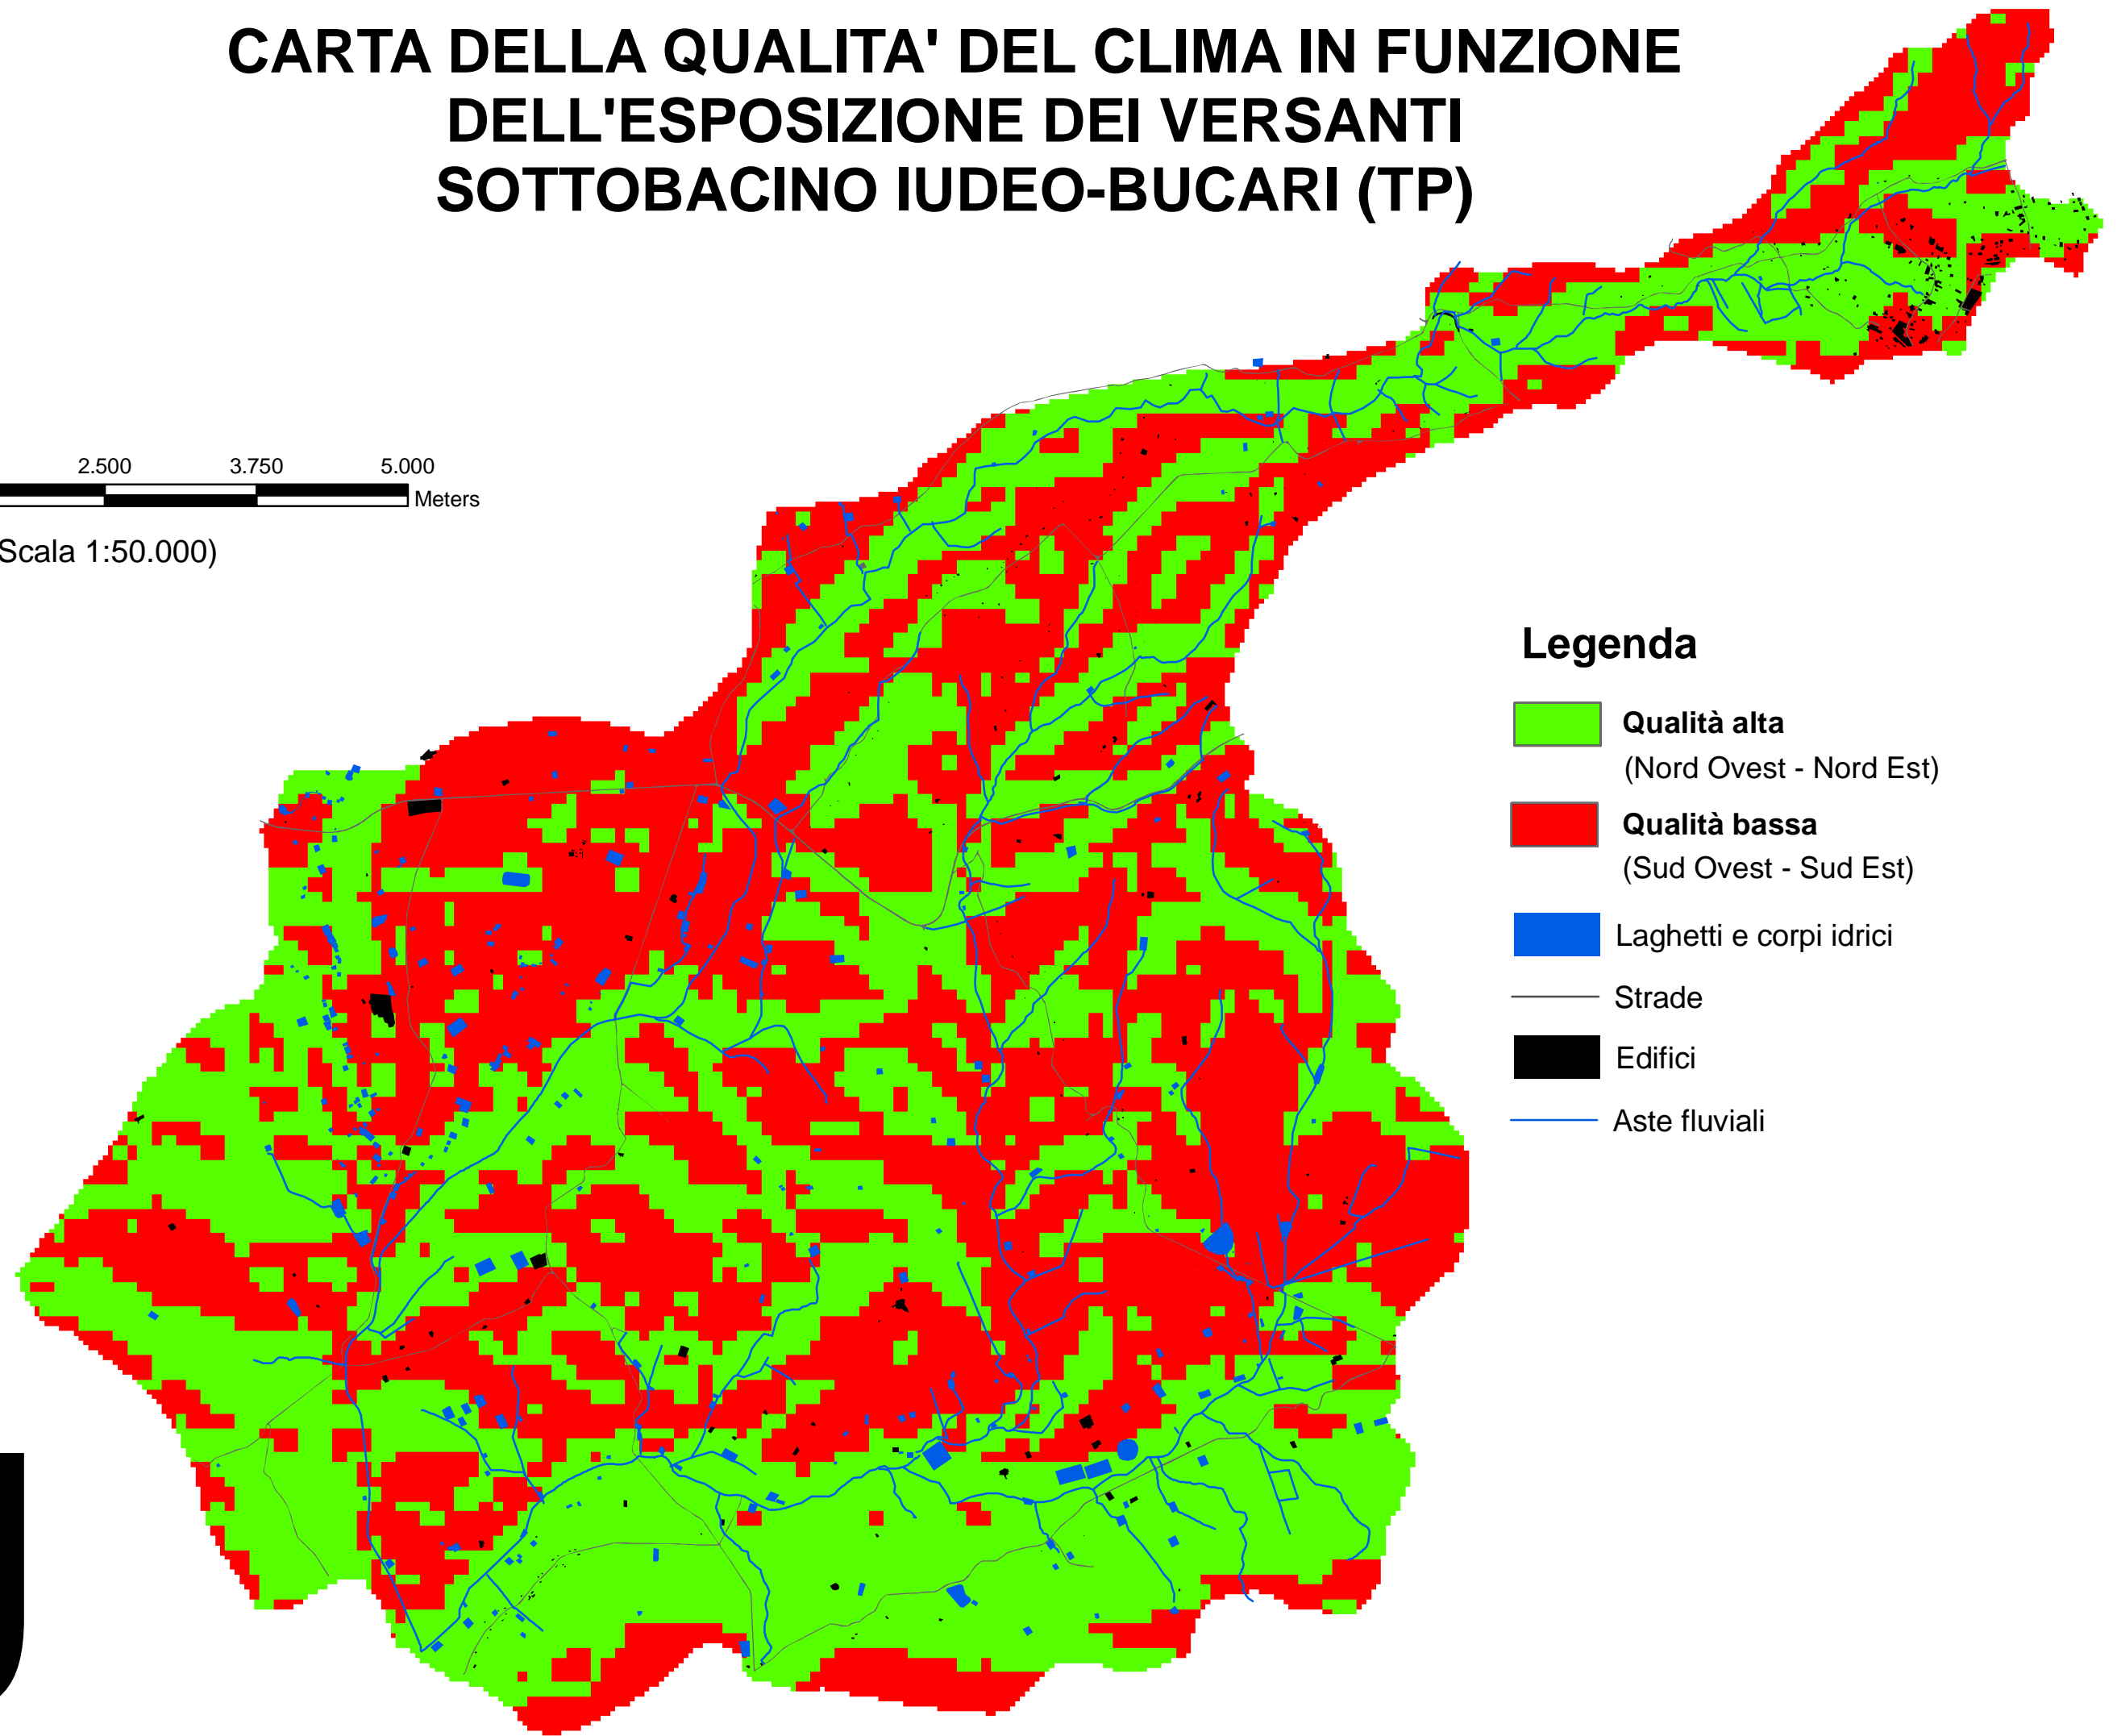 CARTA DELLA QUALITA' DEL CLIMA IN FUNZIONE
DELL'ESPOSIZIONE DEI VERSANTI
SOTTOBACINO IUDEO-BUCARI (TP)
2.500 3.750 5.000
Meters
Scala 1:50.000)
Legenda
Qualità alta
(Nord Ovest - Nord Est)
Qualità bassa
(Sud Ovest - Sud Est)
Laghetti e corpi idrici
Strade
Edifici
Aste fluviali